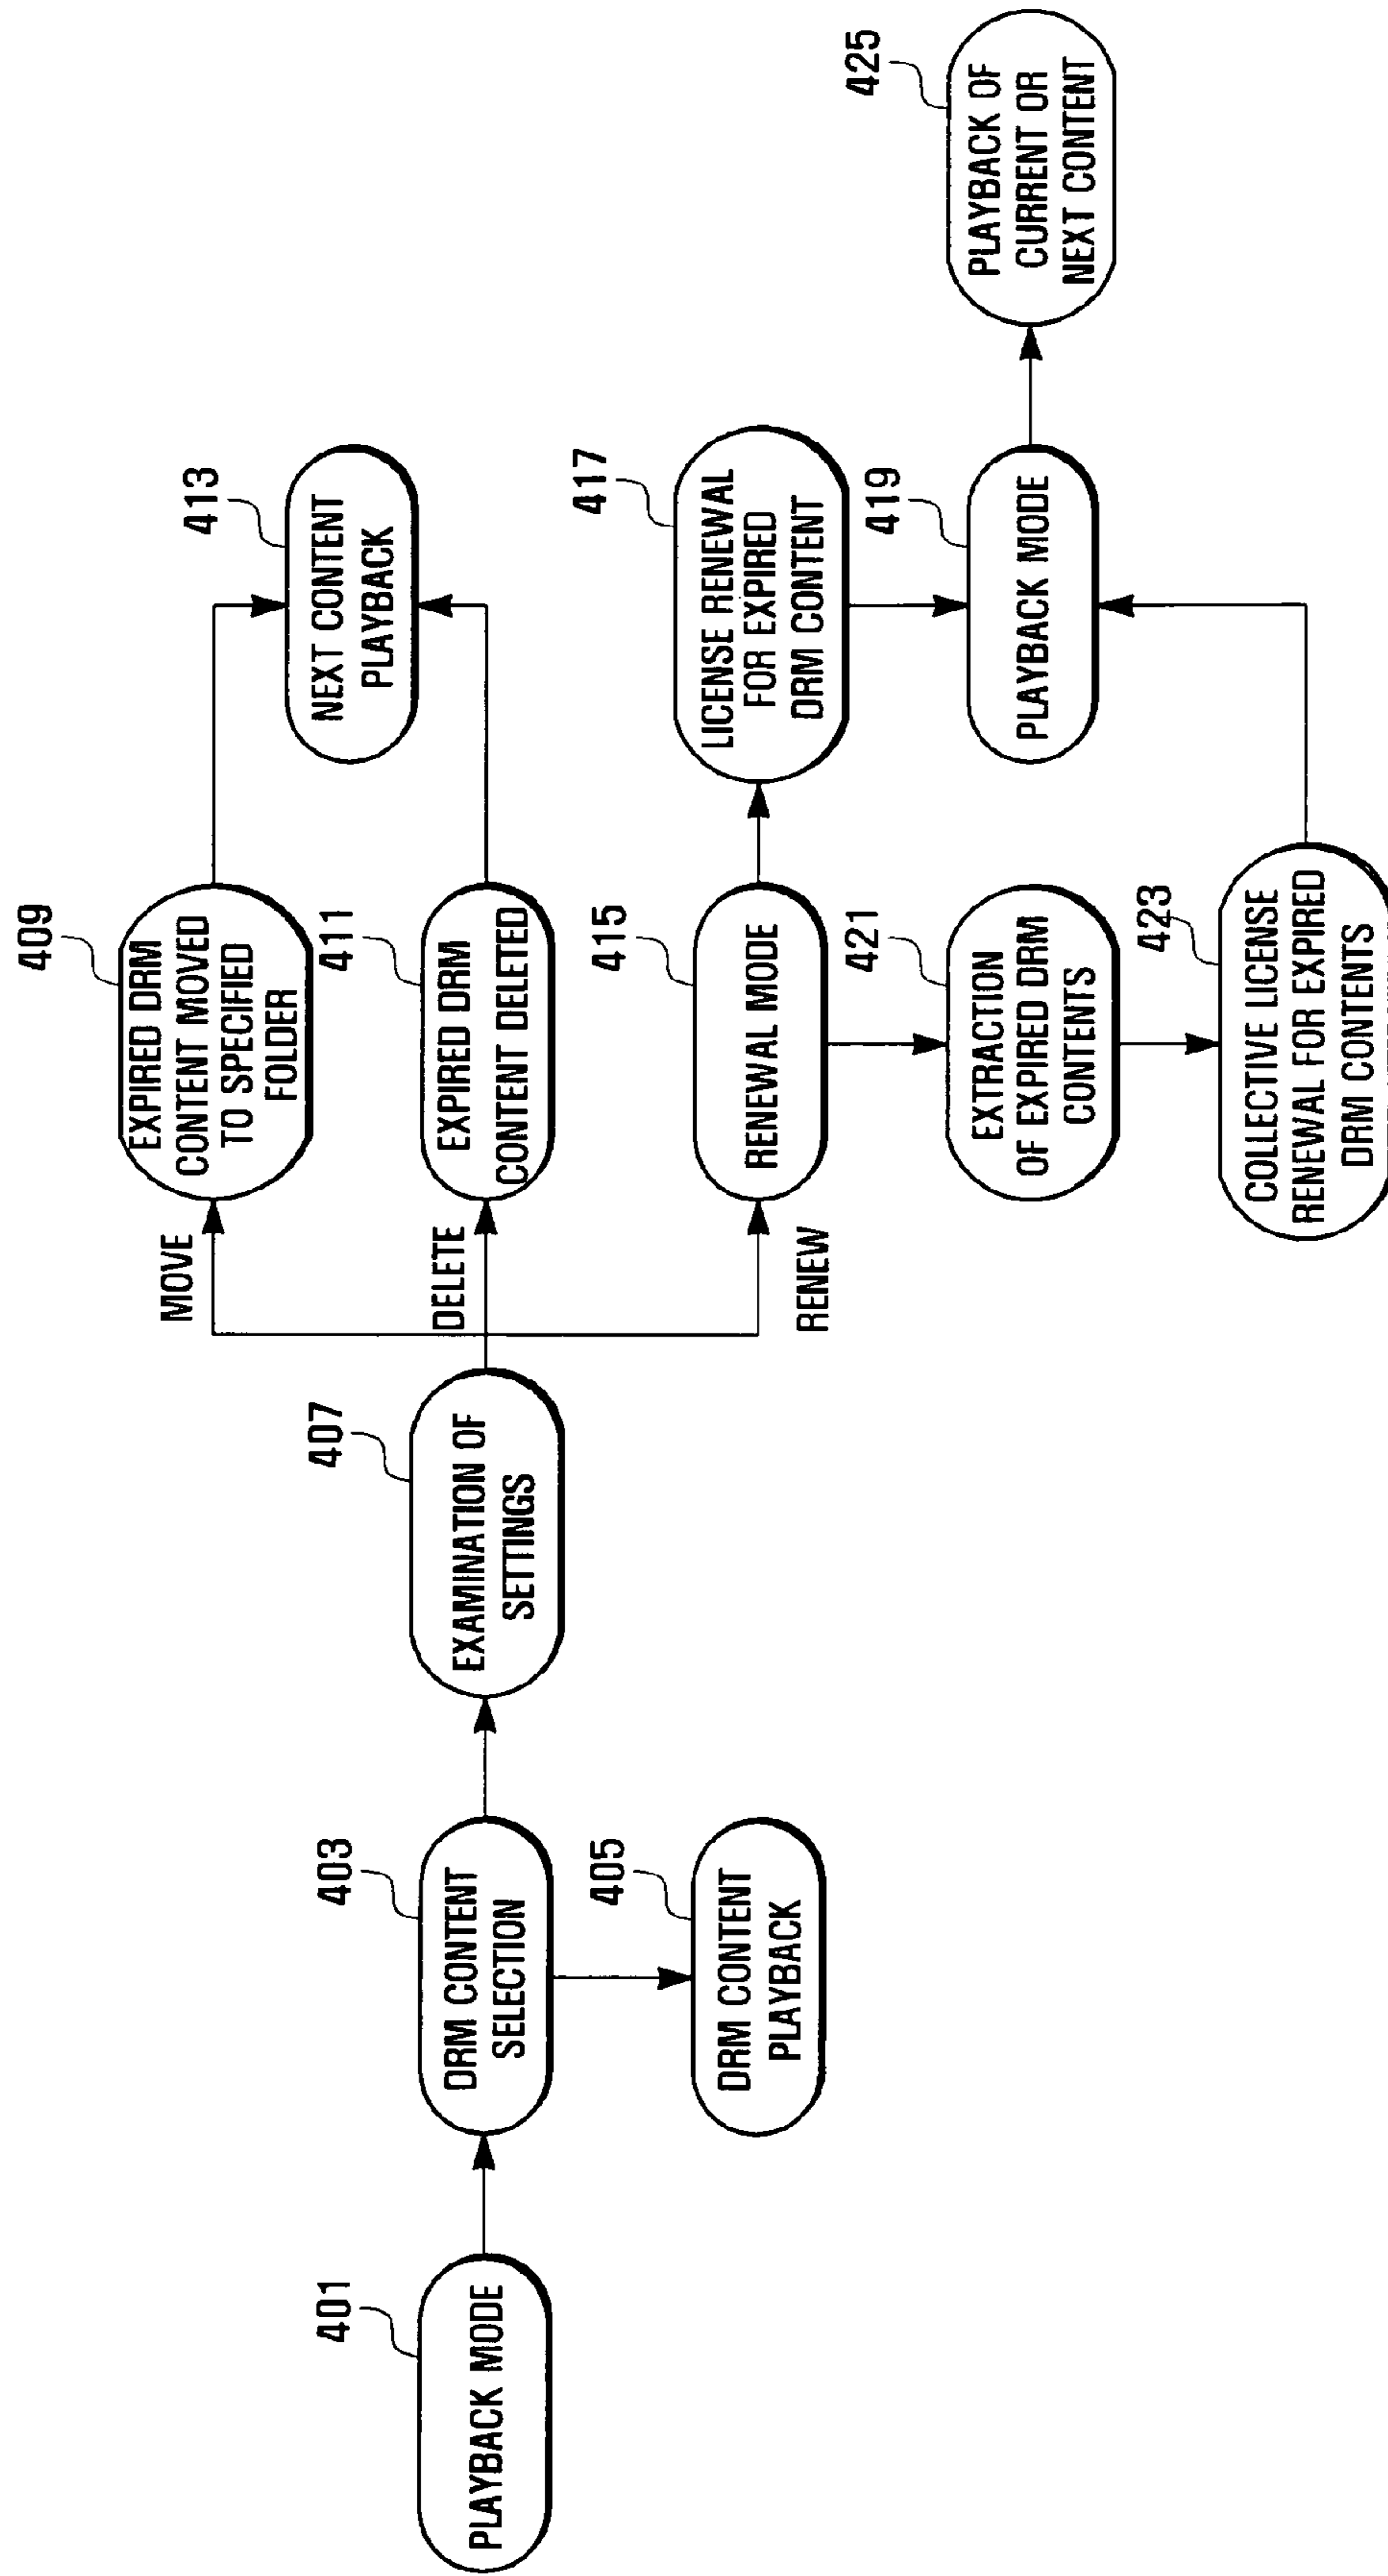 401
PLAYBACK MODE
403
DRM CONTENT
SELECTION
405
DRM CONTENT
PLAYBACK
407
EXAMINATION OF
SETTINGS
MOVE
DELETE
RENEW
409
EXPIRED DRM
CONTENT MOVED
TO SPECIFIED
FOLDER
411
EXPIRED DRM
CONTENT DELETED
413
NEXT CONTENT
PLAYBACK
415
RENEWAL MODE
417
LICENSE RENEWAL
FOR EXPIRED
DRM CONTENT
419
PLAYBACK MODE
421
EXTRACTION
OF EXPIRED DRM
CONTENTS
423
COLLECTIVE LICENSE
RENEWAL FOR EXPIRED
DRM CONTENTS
425
PLAYBACK OF
CURRENT OR
NEXT CONTENT